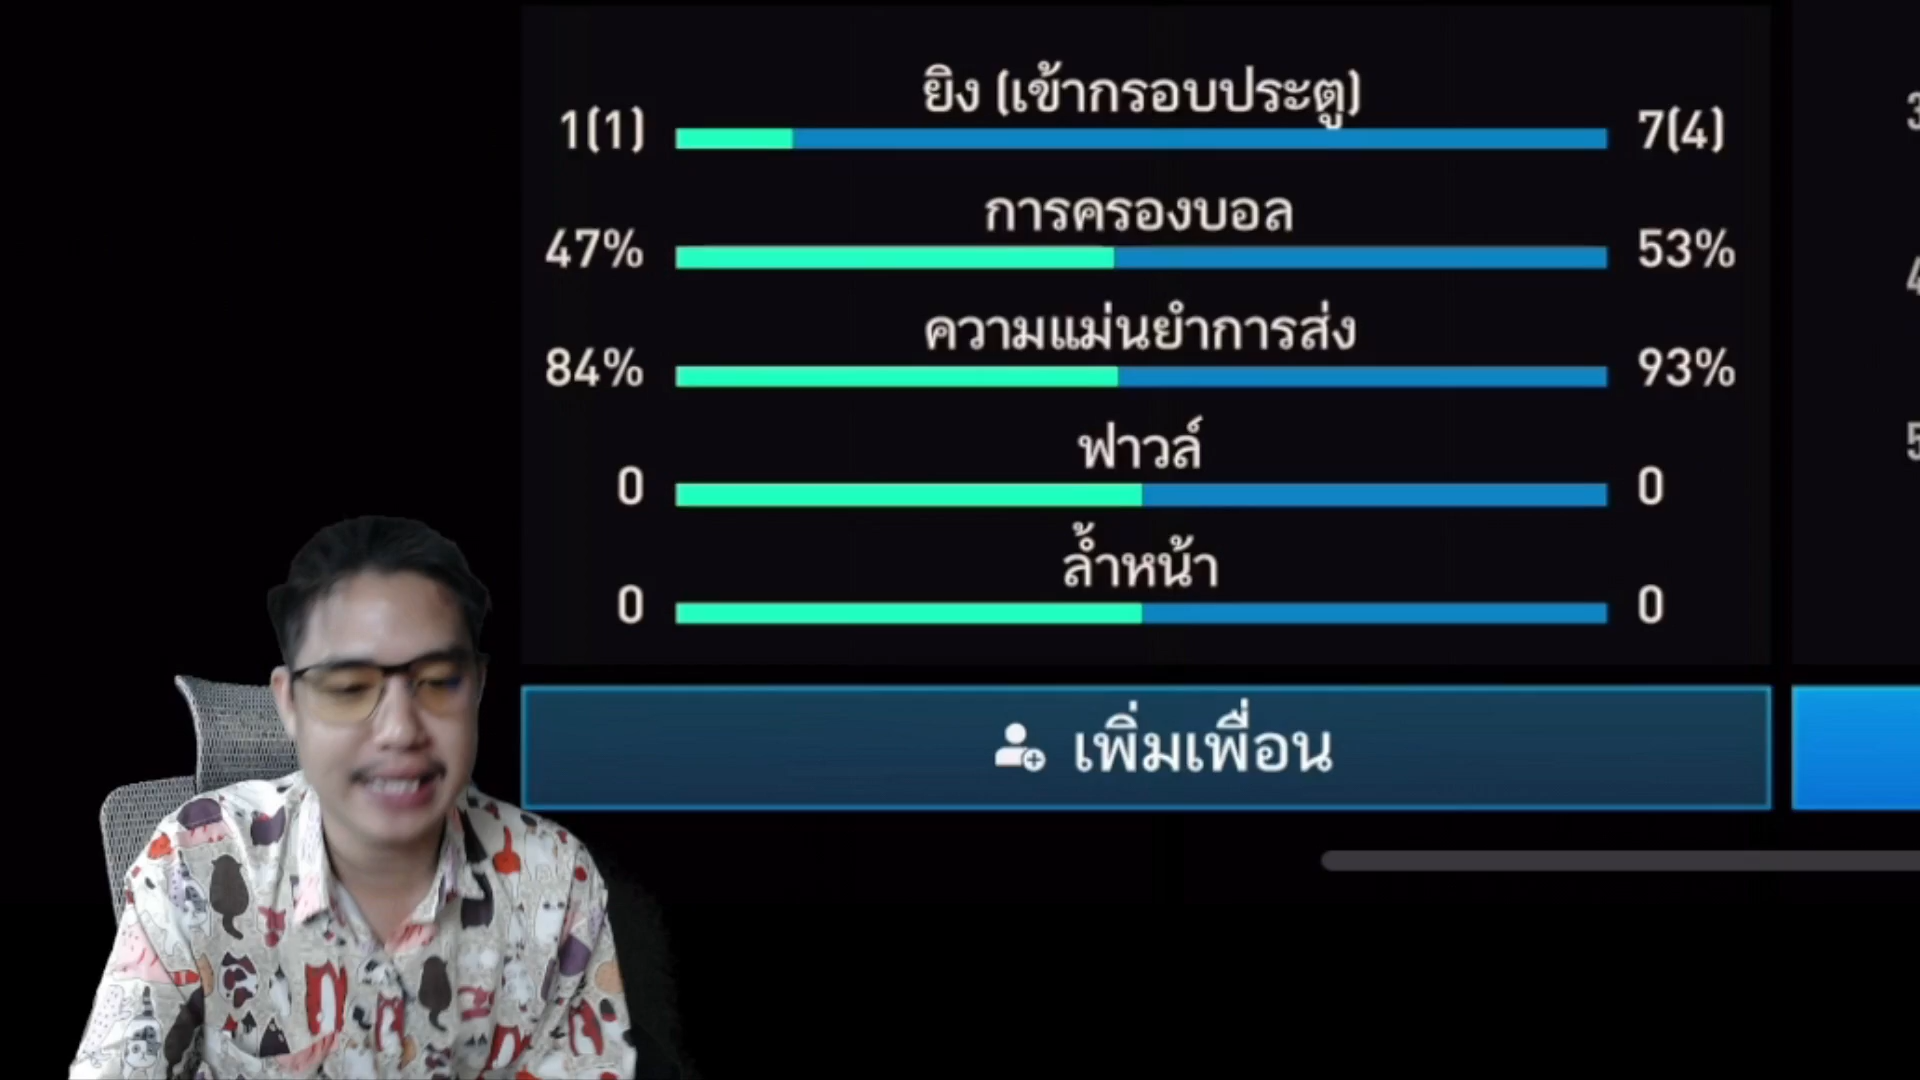 ยิง (เข้ากรอบประตู)
1(1) 7(4)
การครองบอล
47% 53%
ความแม่นยำการส่ง
84% 93%
ฟาวล์
0 0
ล้ำหน้า
0 0
เพิ่มเพื่อน